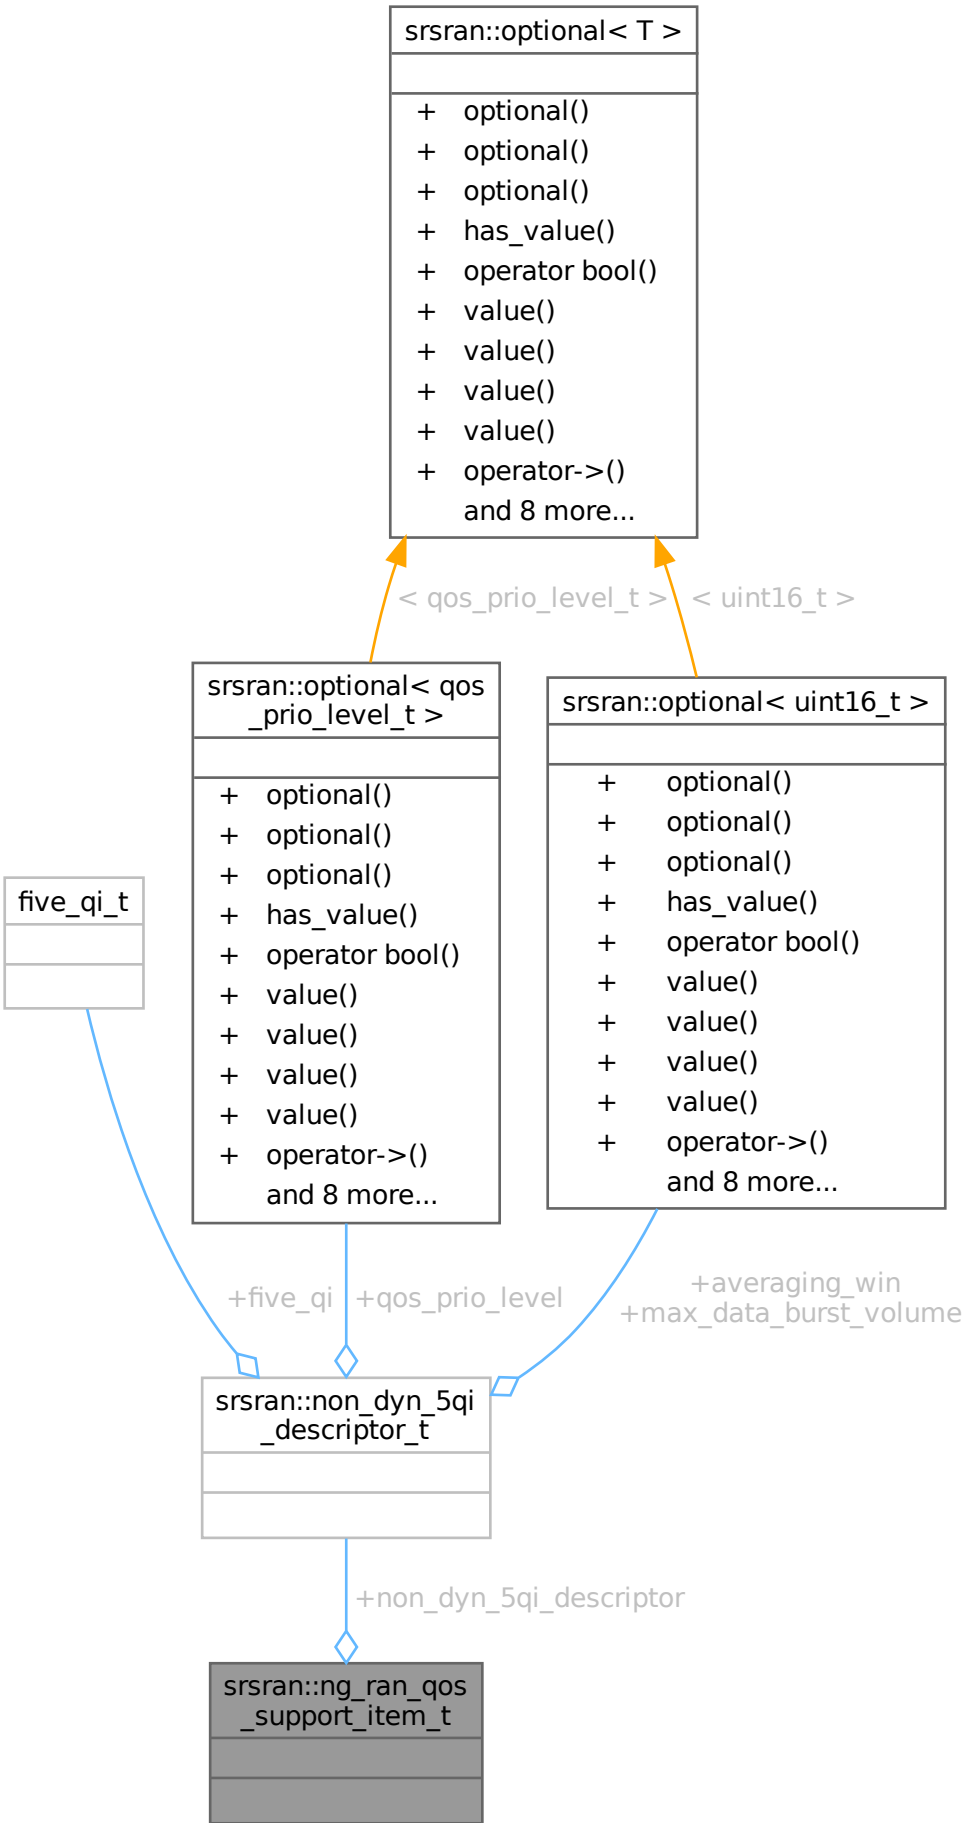 srsran::optional< T >
+ optional()
+ optional()
+ optional()
+ has_value()
+ operator bool()
+ value()
+ value()
+ value()
+ value()
+ operator->()
and 8 more...
< qos_prio_level_t >
< uint16_t >
srsran::optional< qos
_prio_level_t >
+ optional()
+ optional()
+ optional()
+ has_value()
+ operator bool()
+ value()
+ value()
+ value()
+ value()
+ operator->()
and 8 more...
srsran::optional< uint16_t >
+ optional()
+ optional()
+ optional()
+ has_value()
+ operator bool()
+ value()
+ value()
+ value()
+ value()
+ operator->()
and 8 more...
five_qi_t
+five_qi
+qos_prio_level
+averaging_win
+max_data_burst_volume
srsran::non_dyn_5qi
_descriptor_t
+non_dyn_5qi_descriptor
srsran::ng_ran_qos
_support_item_t